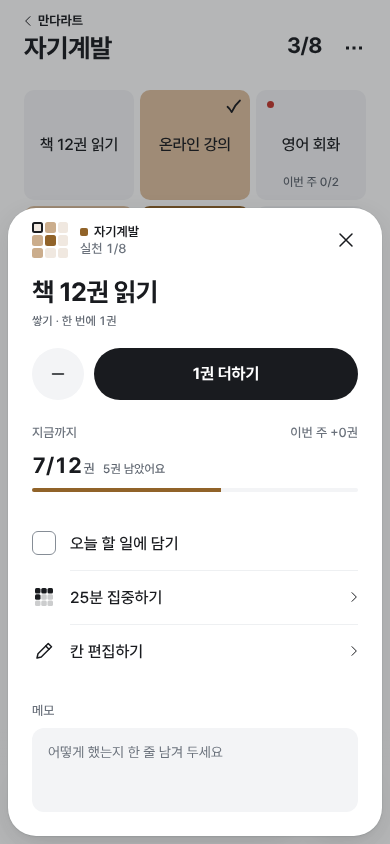 만다라트
자기계발
3/8
책 12권 읽기
온라인 강의
영어 회화
이번 주 0/2
자기계발
실천 1/8
책 12권 읽기
쌓기 · 한 번에 1권
1권 더하기
지금까지
이번 주 +0권
7/12권 5권 남았어요
오늘 할 일에 담기
25분 집중하기
칸 편집하기
메모
어떻게 했는지 한 줄 남겨 두세요